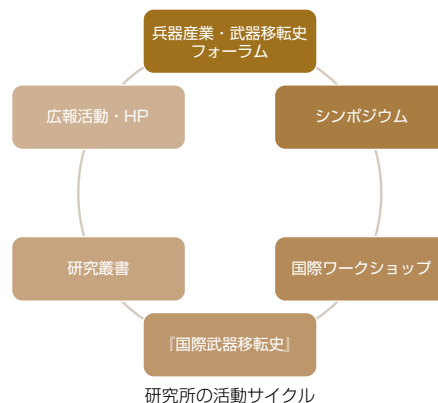 兵器産業・武器移転史
フォーラム
広報活動・HP
シンポジウム
研究叢書
国際ワークショップ
『国際武器移転史』
研究所の活動サイクル